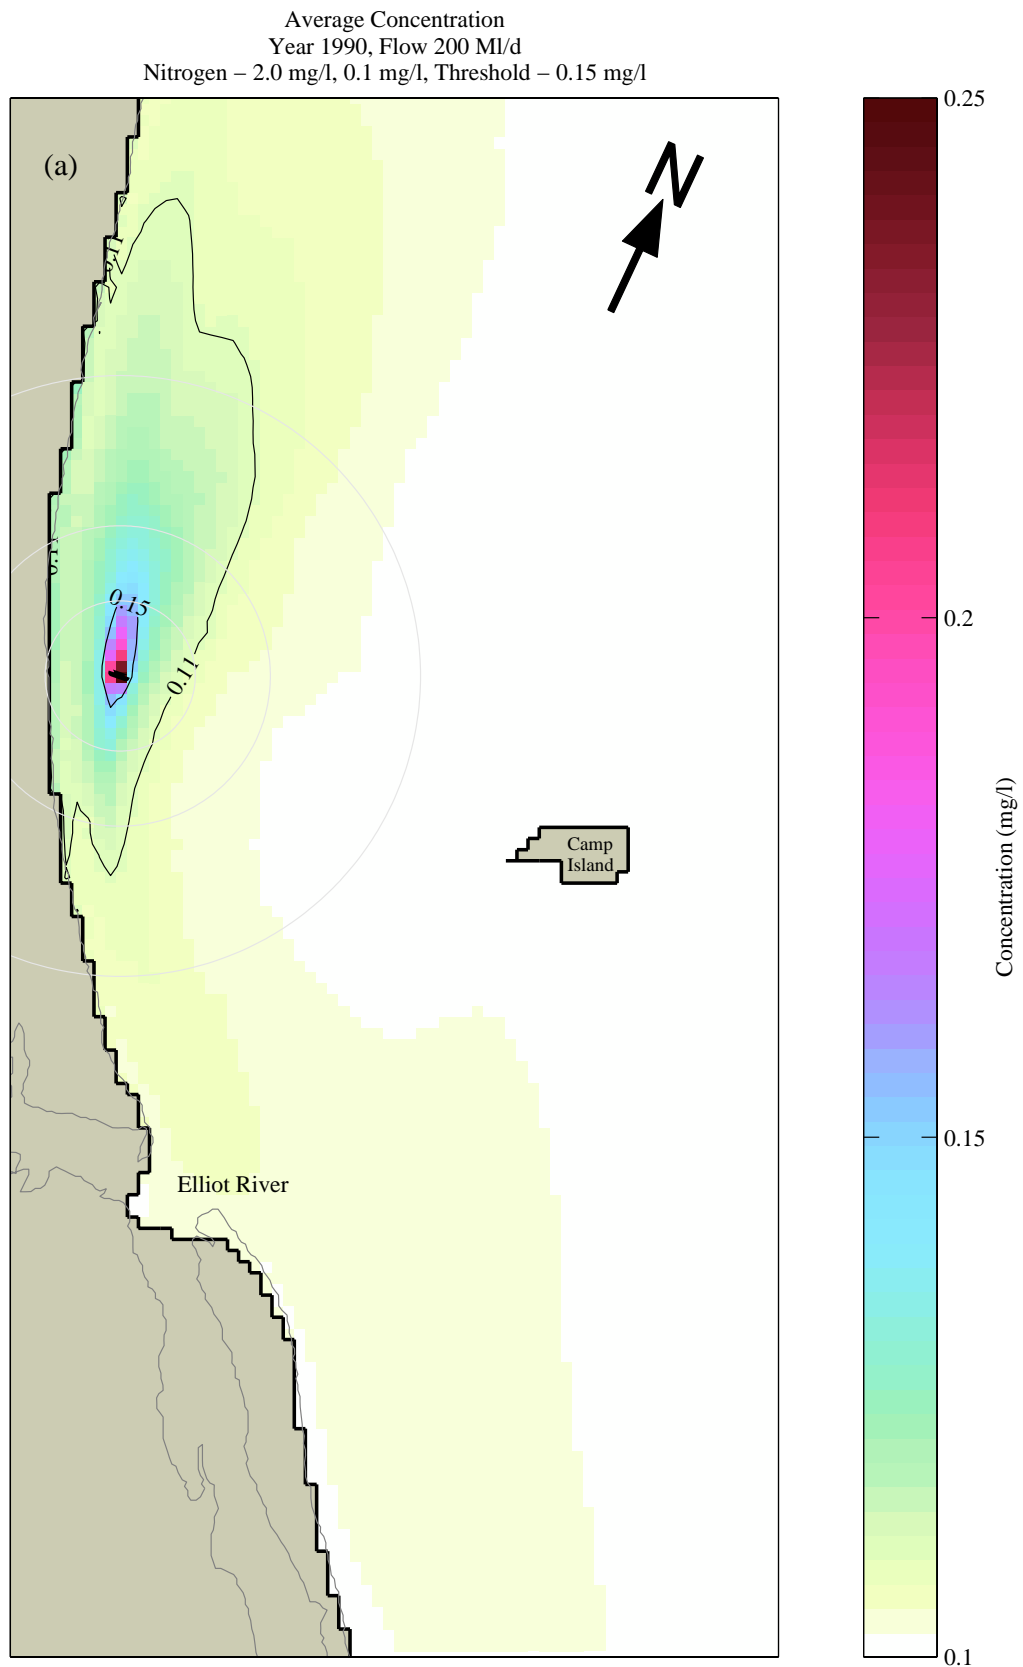 Average Concentration
Year 1990, Flow 200 Ml/d
Nitrogen – 2.0 mg/l, 0.1 mg/l, Threshold – 0.15 mg/l
(a)
N
0.11
0.15
0.11
Camp
Island
Elliot River
0.25
0.2
0.15
0.1
Concentration (mg/l)